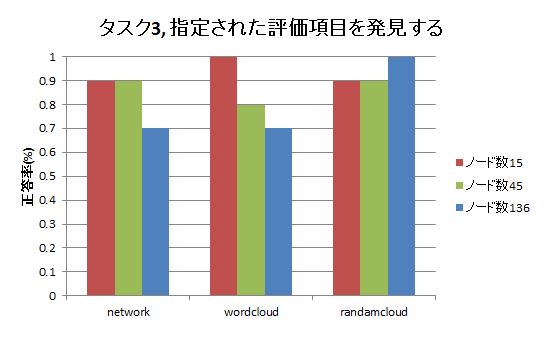 タスク3, 指定された評価項目を発見する
正答率(%)
1
0.9
0.8
0.7
0.6
0.5
0.4
0.3
0.2
0.1
0
network
wordcloud
randamcloud
ノード数15
ノード数45
ノード数136